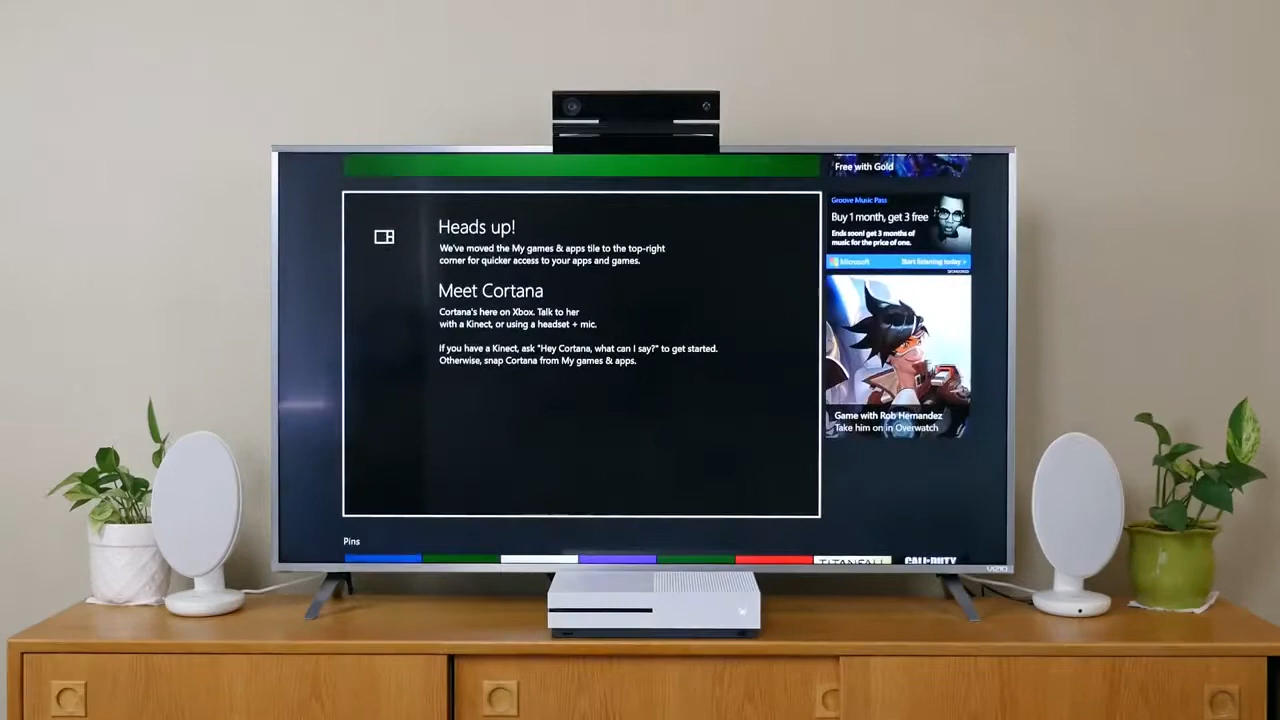 Free with Gold
Heads up!
We've moved the My games & apps tile to the top-right
corner for quicker access to your apps and games.
Meet Cortana
Cortana's here on Xbox. Talk to her
with a Kinect, or using a headset + mic.
If you have a Kinect, ask "Hey Cortana, what can I say?" to get started.
Otherwise, snap Cortana from My games & apps.
Groove Music Pass
Buy 1 month, get 3 free
Ends soon! get 3 months of
music for the price of one.
Microsoft
Start listening today >
Game with Rob Hernandez
Take him on in Overwatch
Pins
TITANFALL
CALL OF DUTY
VIZIO